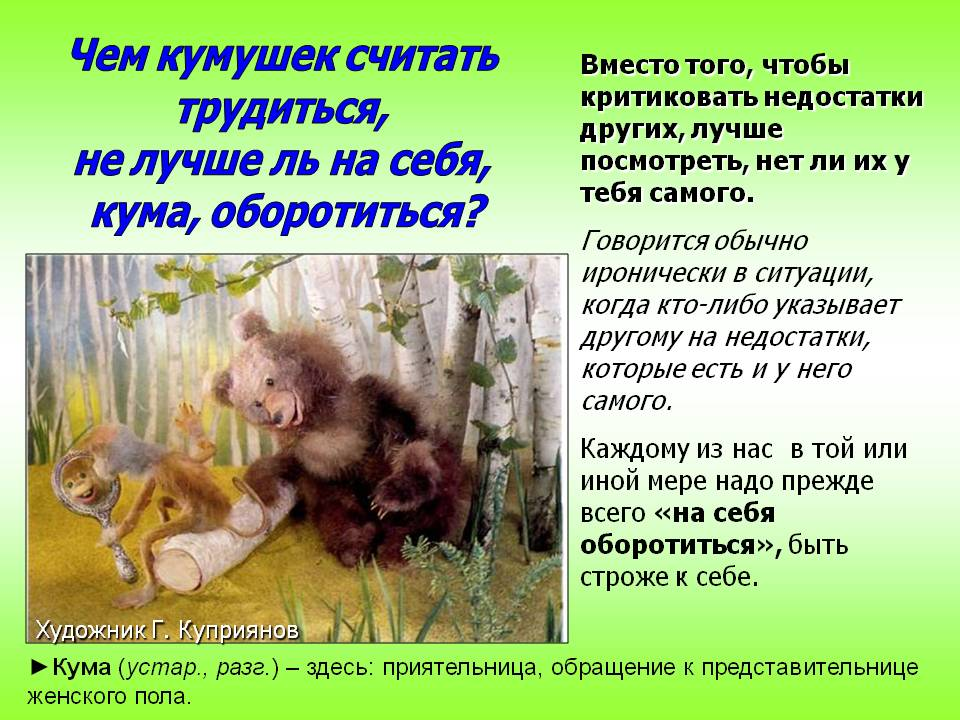 Чем кумушек считать
трудиться,
не лучше ль на себя,
кума, оборотиться?
Вместо того, чтобы
критиковать недостатки
других, лучше
посмотреть, нет ли их у
тебя самого.
Говорится обычно
иронически в ситуации,
когда кто-либо указывает
другому на недостатки,
которые есть и у него
самого.
Каждому из нас в той или
иной мере надо прежде
всего «на себя
оборотиться», быть
строже к себе.
Художник Г. Куприянов
►Кума (устар., разг.) – здесь: приятельница, обращение к представительнице
женского пола.